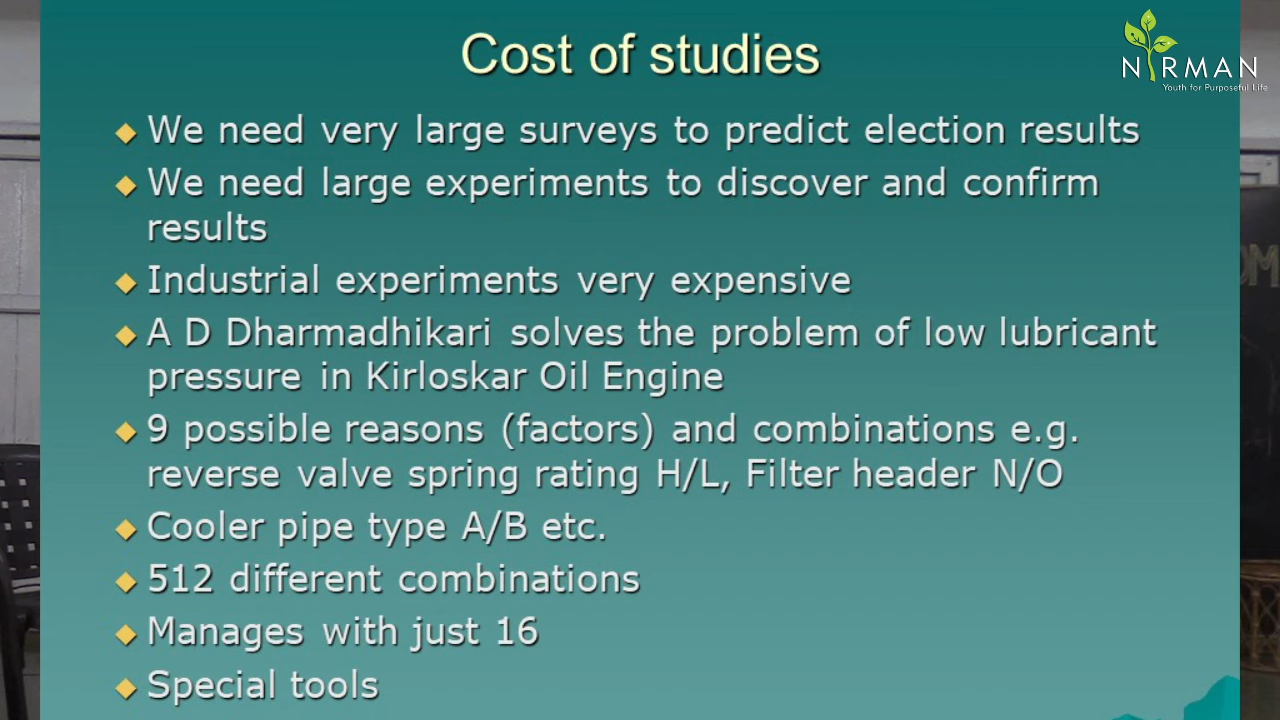 Cost of studies
NIRMAN
Youth for Purposeful Life
We need very large surveys to predict election results
We need large experiments to discover and confirm
results
Industrial experiments very expensive
A D Dharmadhikari solves the problem of low lubricant
pressure in Kirloskar Oil Engine
9 possible reasons (factors) and combinations e.g.
reverse valve spring rating H/L, Filter header N/O
Cooler pipe type A/B etc.
512 different combinations
Manages with just 16
Special tools